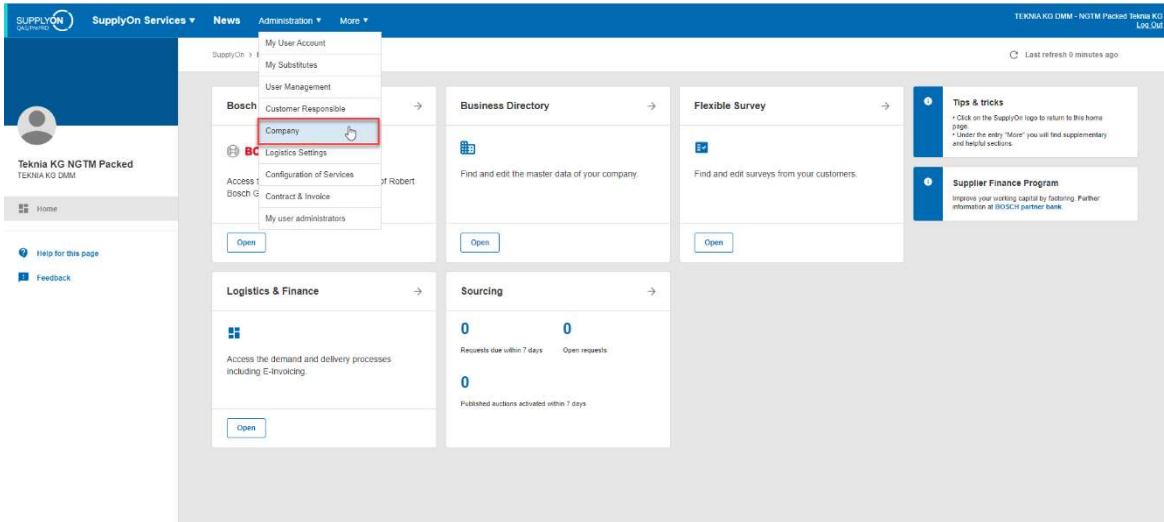 SUPPLYON
SupplyOn Services ▾ News Administration ▾ More ▾
TEKNIA KG DMM - NGTM Packed Teknia KG
Log Out
SupplyOn >
Last refresh 0 minutes ago
My User Account
My Substitutes
User Management
Customer Responsible
Company
Logistics Settings
Configuration of Services
Contract & Invoice
My user administrators
Teknia KG NGTM Packed
TEKNIA KG DMM
Home
Help for this page
Feedback
Bosch
BO
Access
of Robert
Bosch G
Open
Business Directory
Find and edit the master data of your company.
Open
Flexible Survey
Find and edit surveys from your customers.
Open
Tips & tricks
• Click on the SupplyOn logo to return to this home
page.
• Under the entry "More" you will find supplementary
and helpful sections.
Supplier Finance Program
Improve your working capital by factoring. Further
information at BOSCH partner bank.
Logistics & Finance
Access the demand and delivery processes
including E-Invoicing.
Open
Sourcing
0 0
Requests due within 7 days Open requests
0
Published auctions activated within 7 days